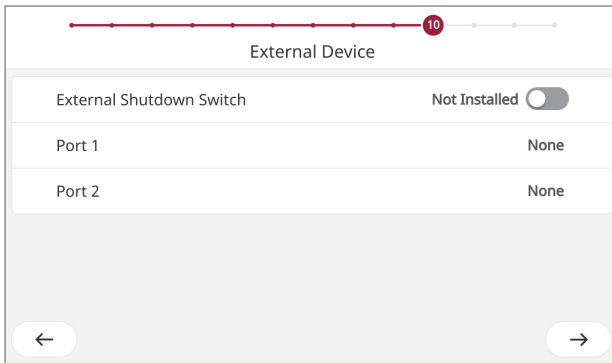 10
External Device
External Shutdown Switch Not Installed
Port 1 None
Port 2 None